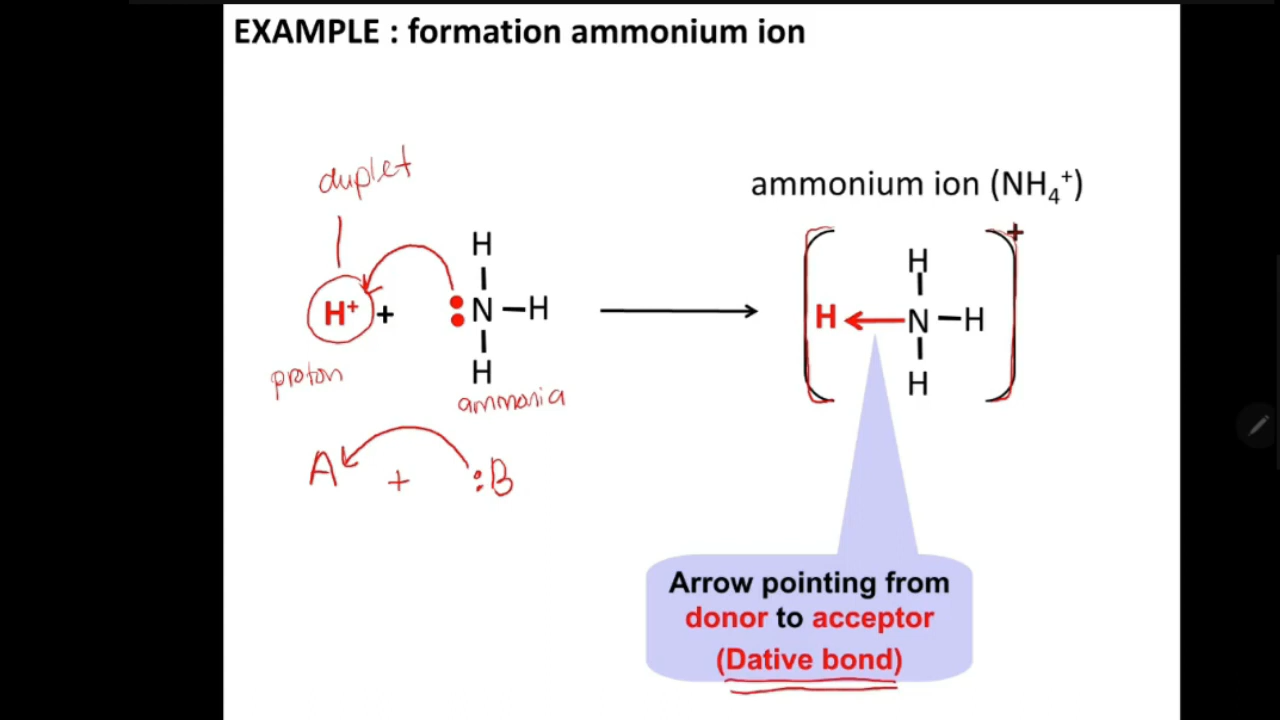 EXAMPLE : formation ammonium ion
duplet
ammonium ion (NH₄⁺)
H H +
H⁺ + :N–H H N–H
H H
proton
ammonia
A + :B
Arrow pointing from
donor to acceptor
(Dative bond)